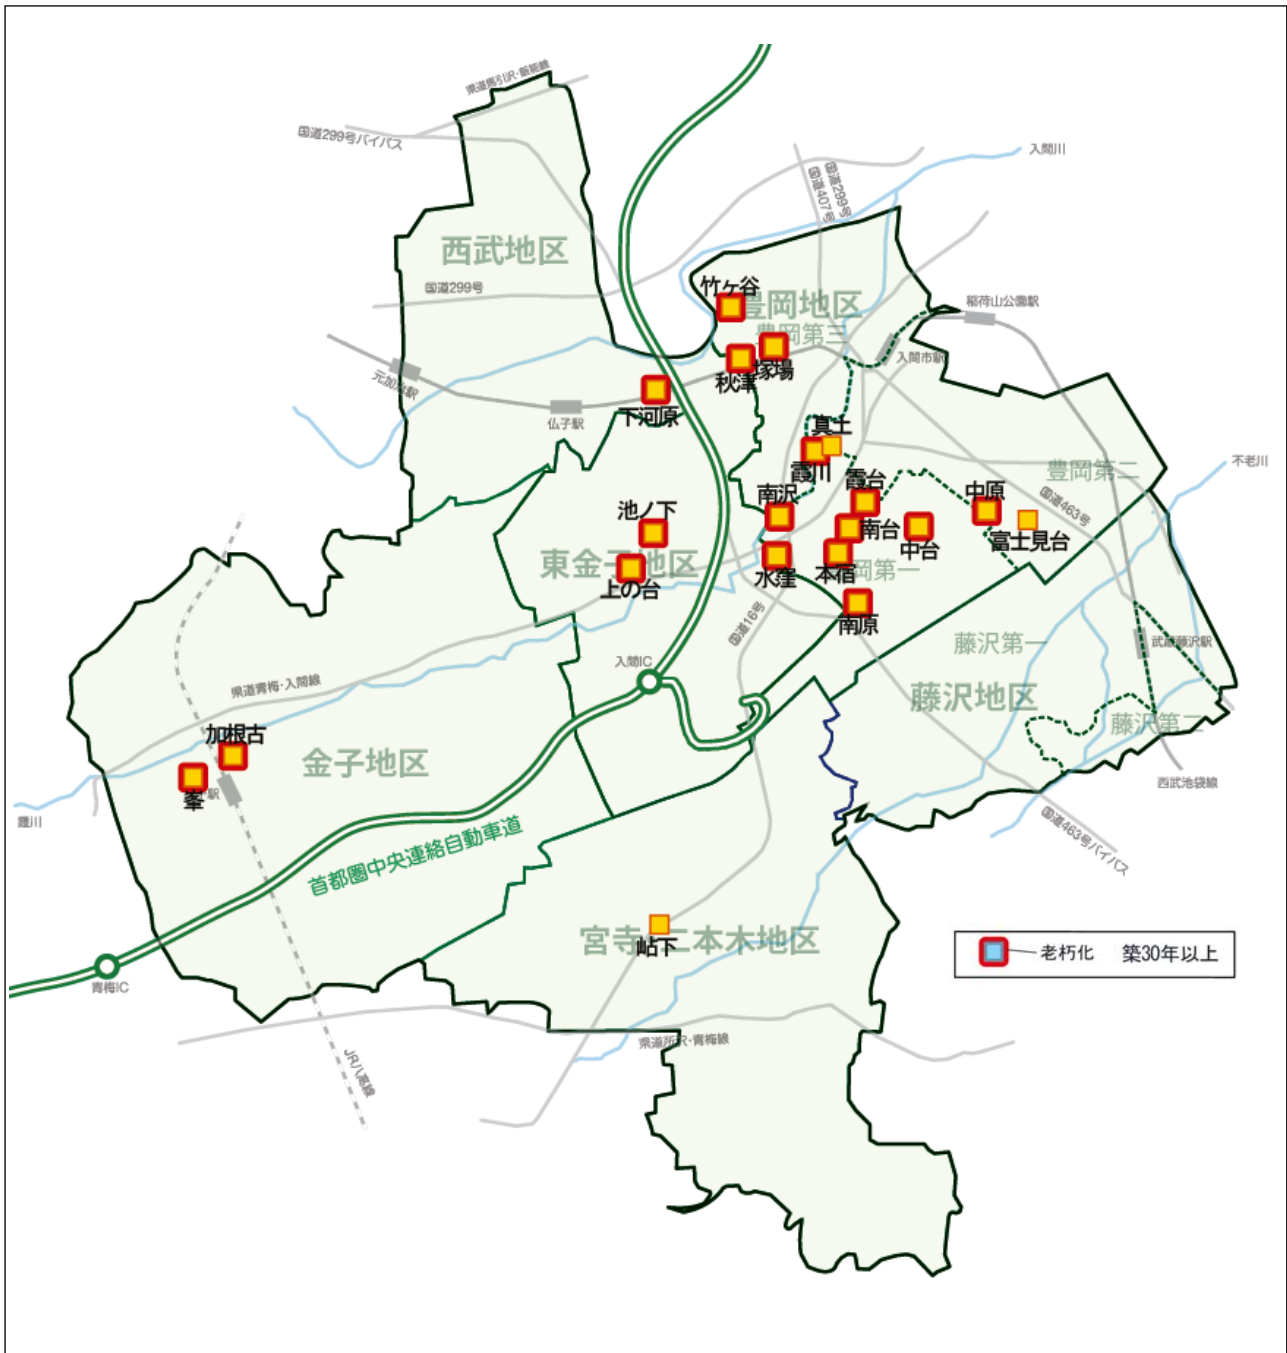 県道馬引沢・飯能線
国道299号バイパス
入間川
国道299号
国道407号
西武地区
国道299号
竹ヶ谷
豊岡地区
豊岡第三
稲荷山公園駅
入間市駅
塚場
秋津
元加治駅
下河原
仏子駅
真土
霞川
豊岡第二
不老川
霞台
南沢
中原
国道463号
池ノ下
南台
中台
富士見台
東金子地区
上の台
水窪
本宿
岡第一
南原
国道16号
藤沢第一
武蔵藤沢駅
入間IC
県道青梅・入間線
藤沢地区
藤沢第二
加根古
金子地区
西武池袋線
峯
駅
霞川
国道463号バイパス
首都圏中央連絡自動車道
宮寺・二本木地区
岾下
老朽化 築30年以上
青梅IC
県道所沢・青梅線
JR八高線